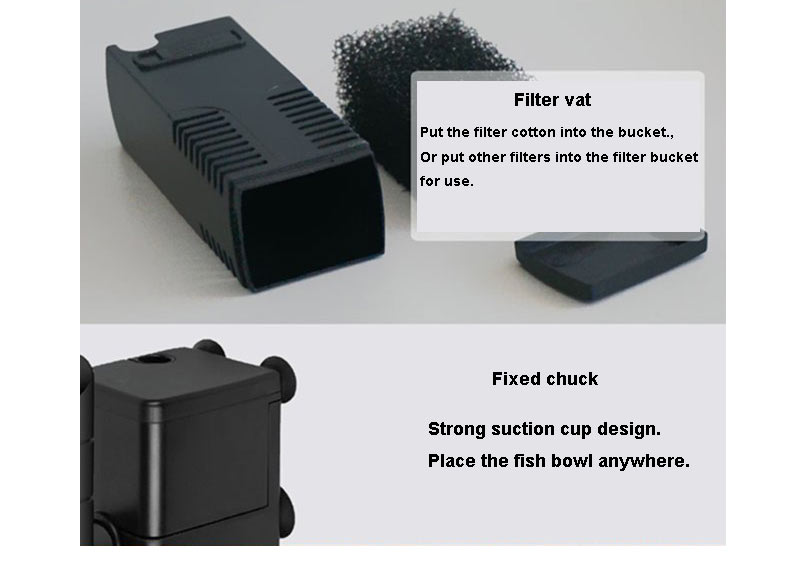 Filter vat
Put the filter cotton into the bucket.,
Or put other filters into the filter bucket
for use.
Fixed chuck
Strong suction cup design.
Place the fish bowl anywhere.